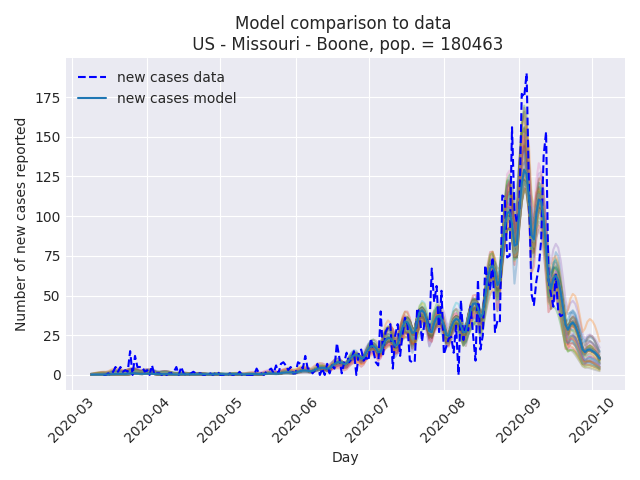 Model comparison to data
US - Missouri - Boone, pop. = 180463
new cases data
new cases model
Number of new cases reported
175
150
125
100
75
50
25
0
2020-03
2020-04
2020-05
2020-06
2020-07
2020-08
2020-09
2020-10
Day